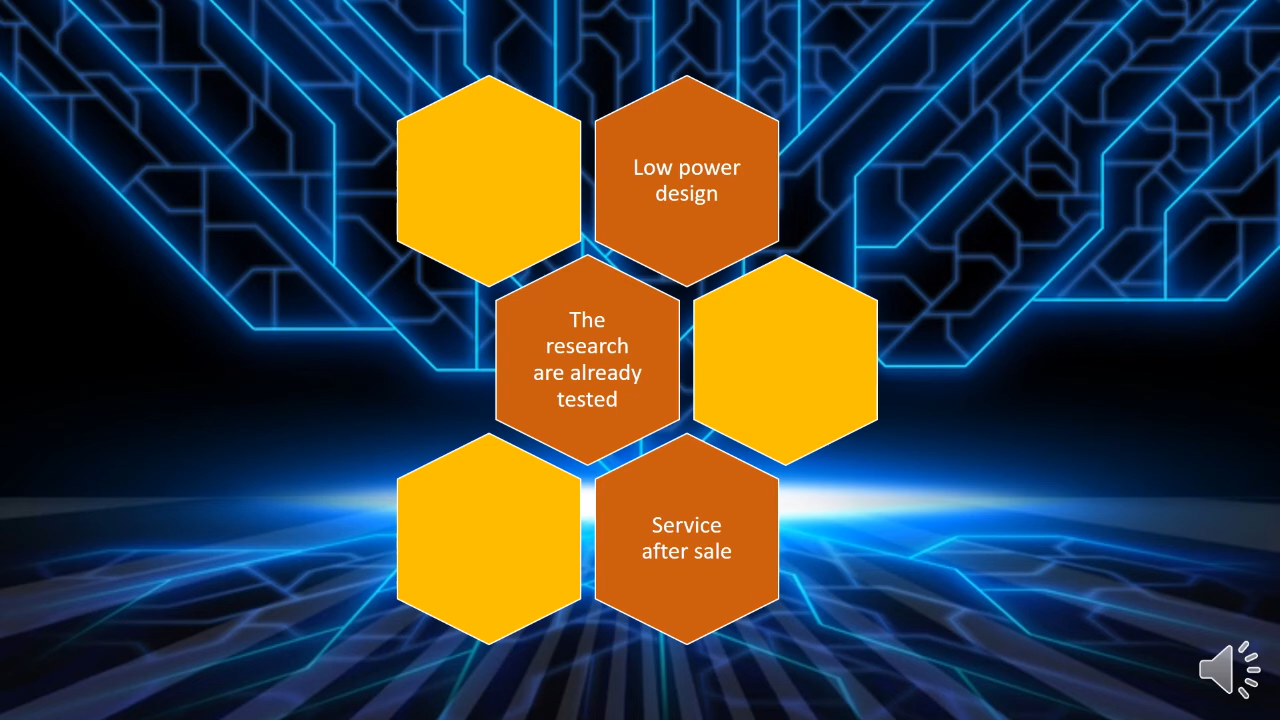 Low power
design
The
research
are already
tested
Service
after sale